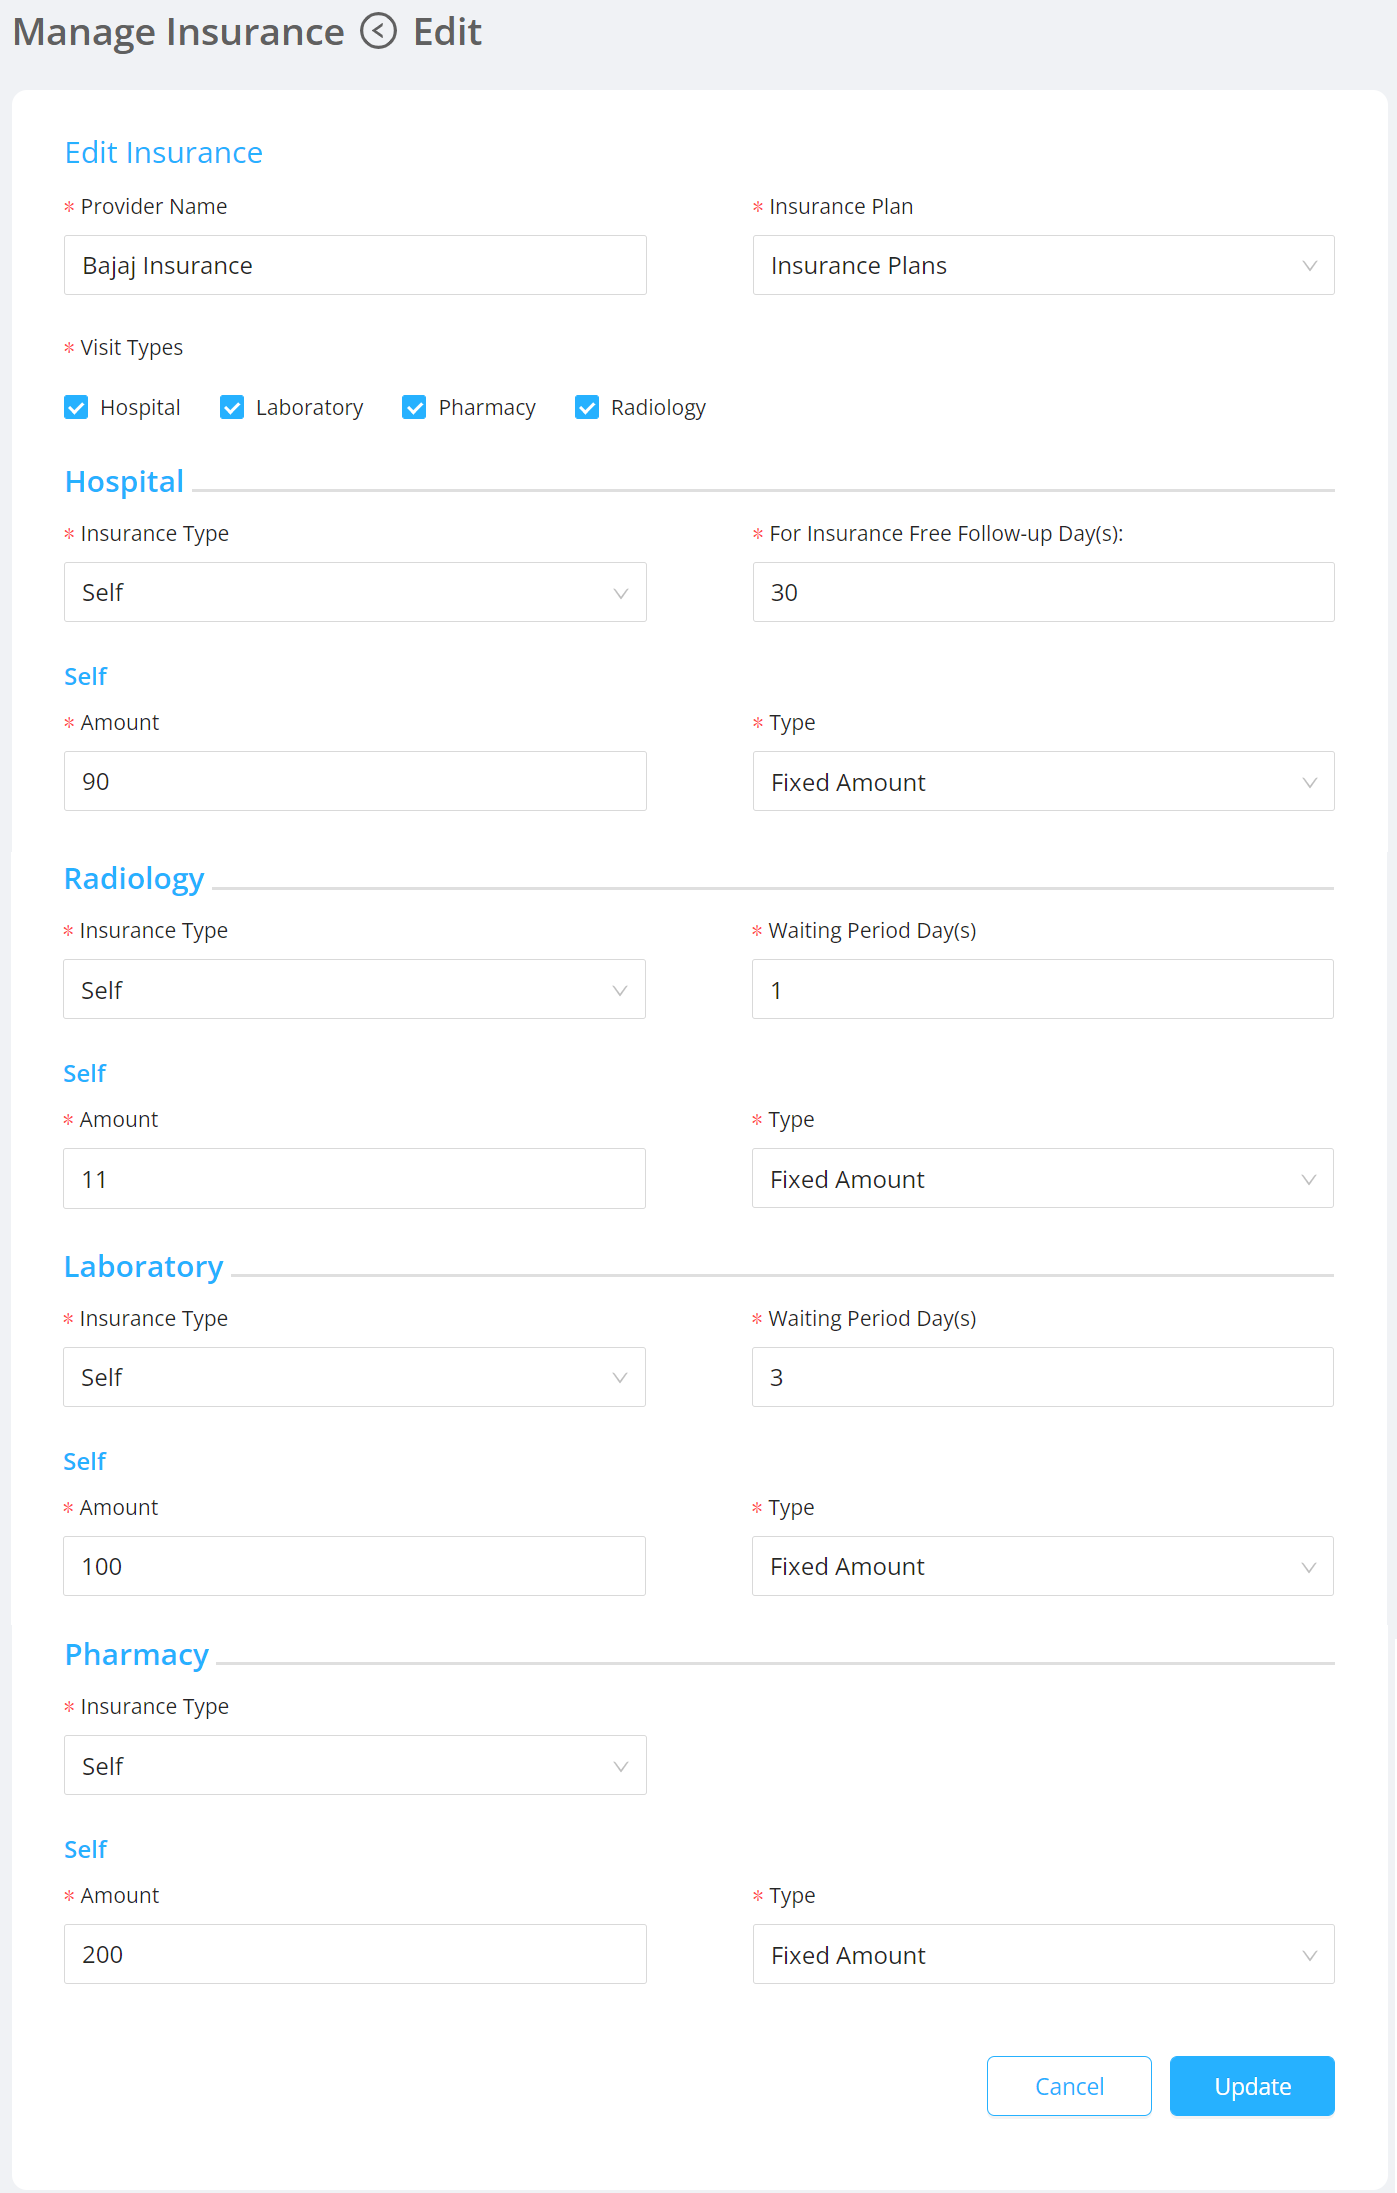 Manage Insurance Edit
Edit Insurance
* Provider Name * Insurance Plan
Bajaj Insurance Insurance Plans
* Visit Types
Hospital Laboratory Pharmacy Radiology
Hospital
* Insurance Type * For Insurance Free Follow-up Day(s):
Self 30
Self
* Amount * Type
90 Fixed Amount
Radiology
* Insurance Type * Waiting Period Day(s)
Self 1
Self
* Amount * Type
11 Fixed Amount
Laboratory
* Insurance Type * Waiting Period Day(s)
Self 3
Self
* Amount * Type
100 Fixed Amount
Pharmacy
* Insurance Type
Self
Self
* Amount * Type
200 Fixed Amount
Cancel Update